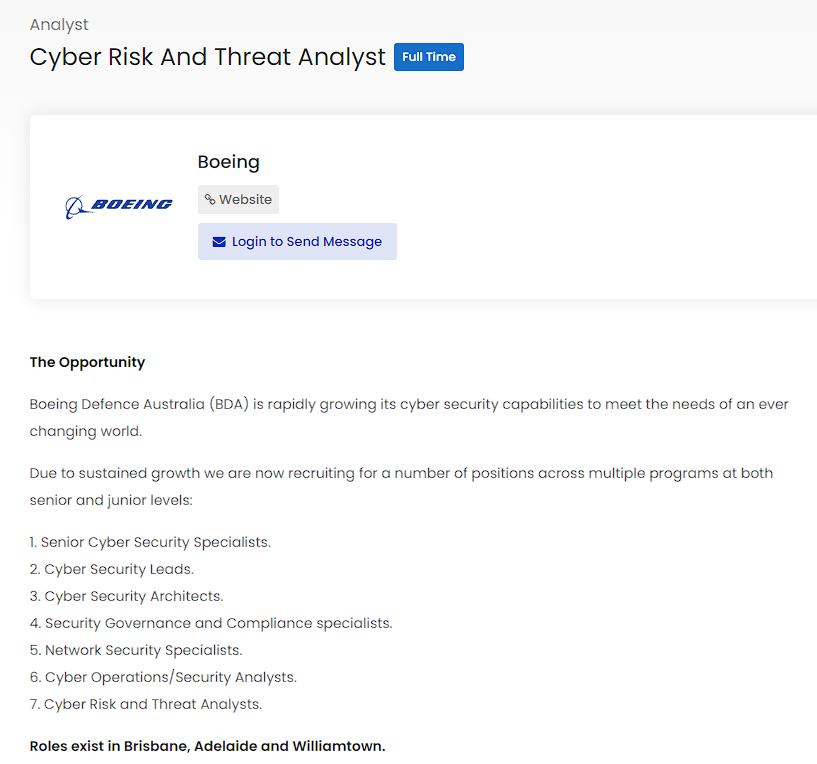 Analyst
Cyber Risk And Threat Analyst Full Time
BOEING
Boeing
Website
Login to Send Message
The Opportunity
Boeing Defence Australia (BDA) is rapidly growing its cyber security capabilities to meet the needs of an ever
changing world.
Due to sustained growth we are now recruiting for a number of positions across multiple programs at both
senior and junior levels:
1. Senior Cyber Security Specialists.
2. Cyber Security Leads.
3. Cyber Security Architects.
4. Security Governance and Compliance specialists.
5. Network Security Specialists.
6. Cyber Operations/Security Analysts.
7. Cyber Risk and Threat Analysts.
Roles exist in Brisbane, Adelaide and Williamtown.